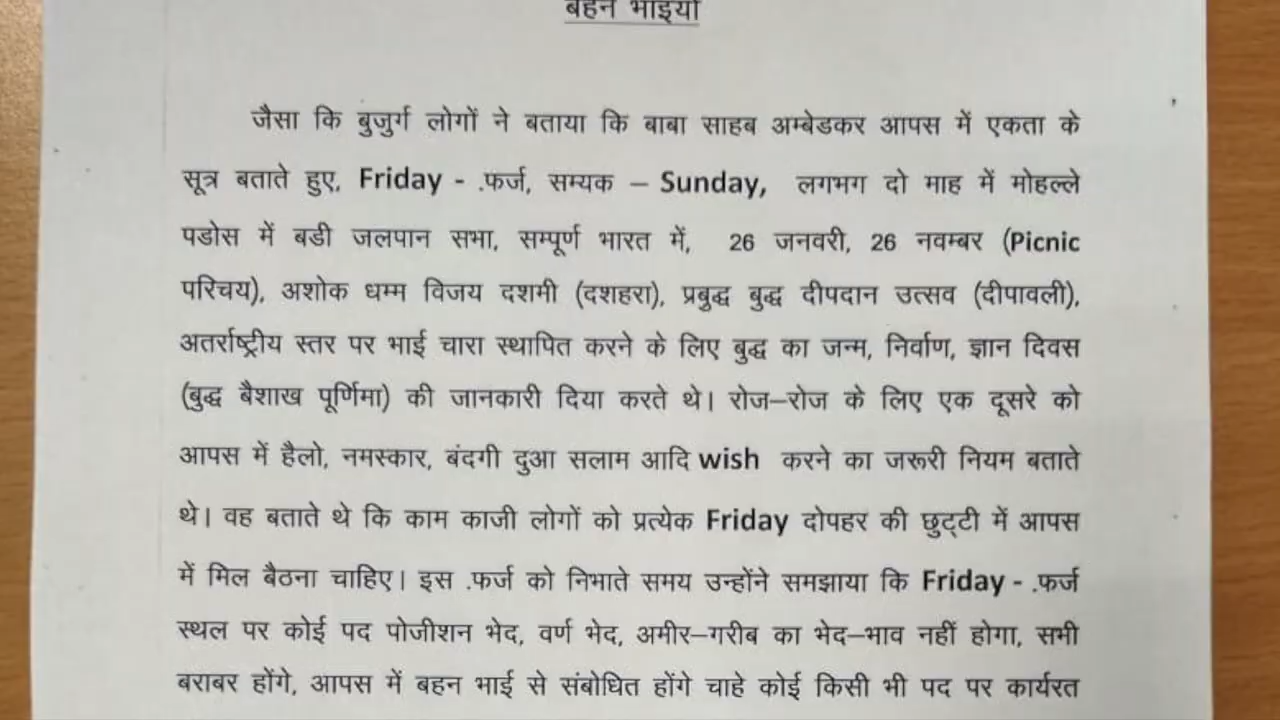 बहन भाईयों
जैसा कि बुजुर्ग लोगों ने बताया कि बाबा साहब अम्बेडकर आपस में एकता के
सूत्र बताते हुए, Friday - .फर्ज, सम्यक – Sunday, लगभग दो माह में मोहल्ले
पडोस में बडी जलपान सभा, सम्पूर्ण भारत में, 26 जनवरी, 26 नवम्बर (Picnic
परिचय), अशोक धम्म विजय दशमी (दशहरा), प्रबुद्ध बुद्ध दीपदान उत्सव (दीपावली),
अतर्राष्ट्रीय स्तर पर भाई चारा स्थापित करने के लिए बुद्ध का जन्म, निर्वाण, ज्ञान दिवस
(बुद्ध बैशाख पूर्णिमा) की जानकारी दिया करते थे। रोज–रोज के लिए एक दूसरे को
आपस में हैलो, नमस्कार, बंदगी दुआ सलाम आदि wish करने का जरूरी नियम बताते
थे। वह बताते थे कि काम काजी लोगों को प्रत्येक Friday दोपहर की छुट्टी में आपस
में मिल बैठना चाहिए। इस .फर्ज को निभाते समय उन्होंने समझाया कि Friday - .फर्ज
स्थल पर कोई पद पोजीशन भेद, वर्ण भेद, अमीर–गरीब का भेद–भाव नहीं होगा, सभी
बराबर होंगे, आपस में बहन भाई से संबोधित होंगे चाहे कोई किसी भी पद पर कार्यरत